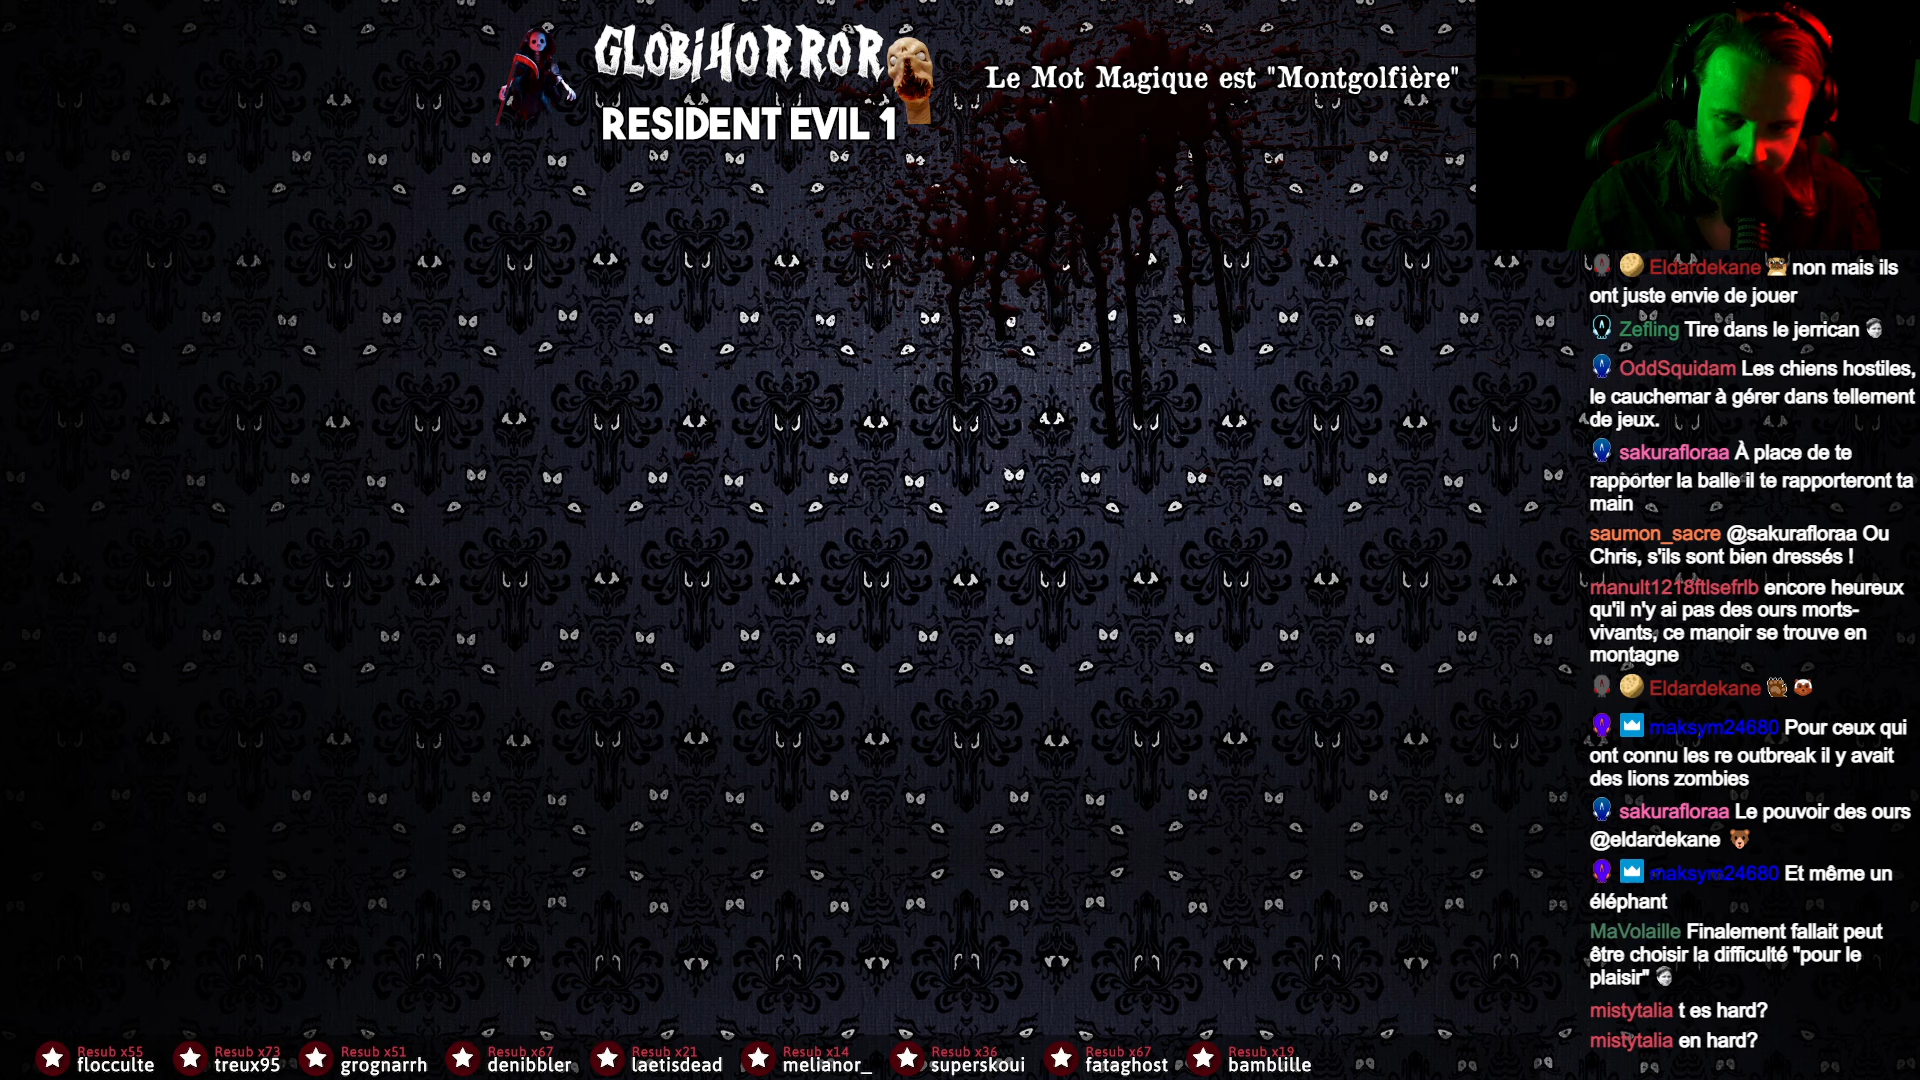 GLOBIHORROR
RESIDENT EVIL 1
Le Mot Magique est "Montgolfière"
Eldardekane non mais ils
ont juste envie de jouer
Zefling Tire dans le jerrican
OddSquidam Les chiens hostiles,
le cauchemar à gérer dans tellement
de jeux.
sakurafloraa À place de te
rapporter la balle il te rapporteront ta
main
saumon_sacre @sakurafloraa Ou
Chris, s'ils sont bien dressés !
manult1218ftlsefrlb encore heureux
qu'il n'y ai pas des ours morts-
vivants, ce manoir se trouve en
montagne
Eldardekane
maksym24680 Pour ceux qui
ont connu les re outbreak il y avait
des lions zombies
sakurafloraa Le pouvoir des ours
@eldardekane
maksym24680 Et même un
éléphant
MaVolaille Finalement fallait peut
être choisir la difficulté "pour le
plaisir"
mistytalia t es hard?
mistytalia en hard?
Resub x55
flocculte
Resub x73
treux95
Resub x51
grognarrh
Resub x67
denibbler
Resub x21
laetisdead
Resub x14
melianor_
Resub x36
superskoui
Resub x67
fataghost
Resub x19
bamblille